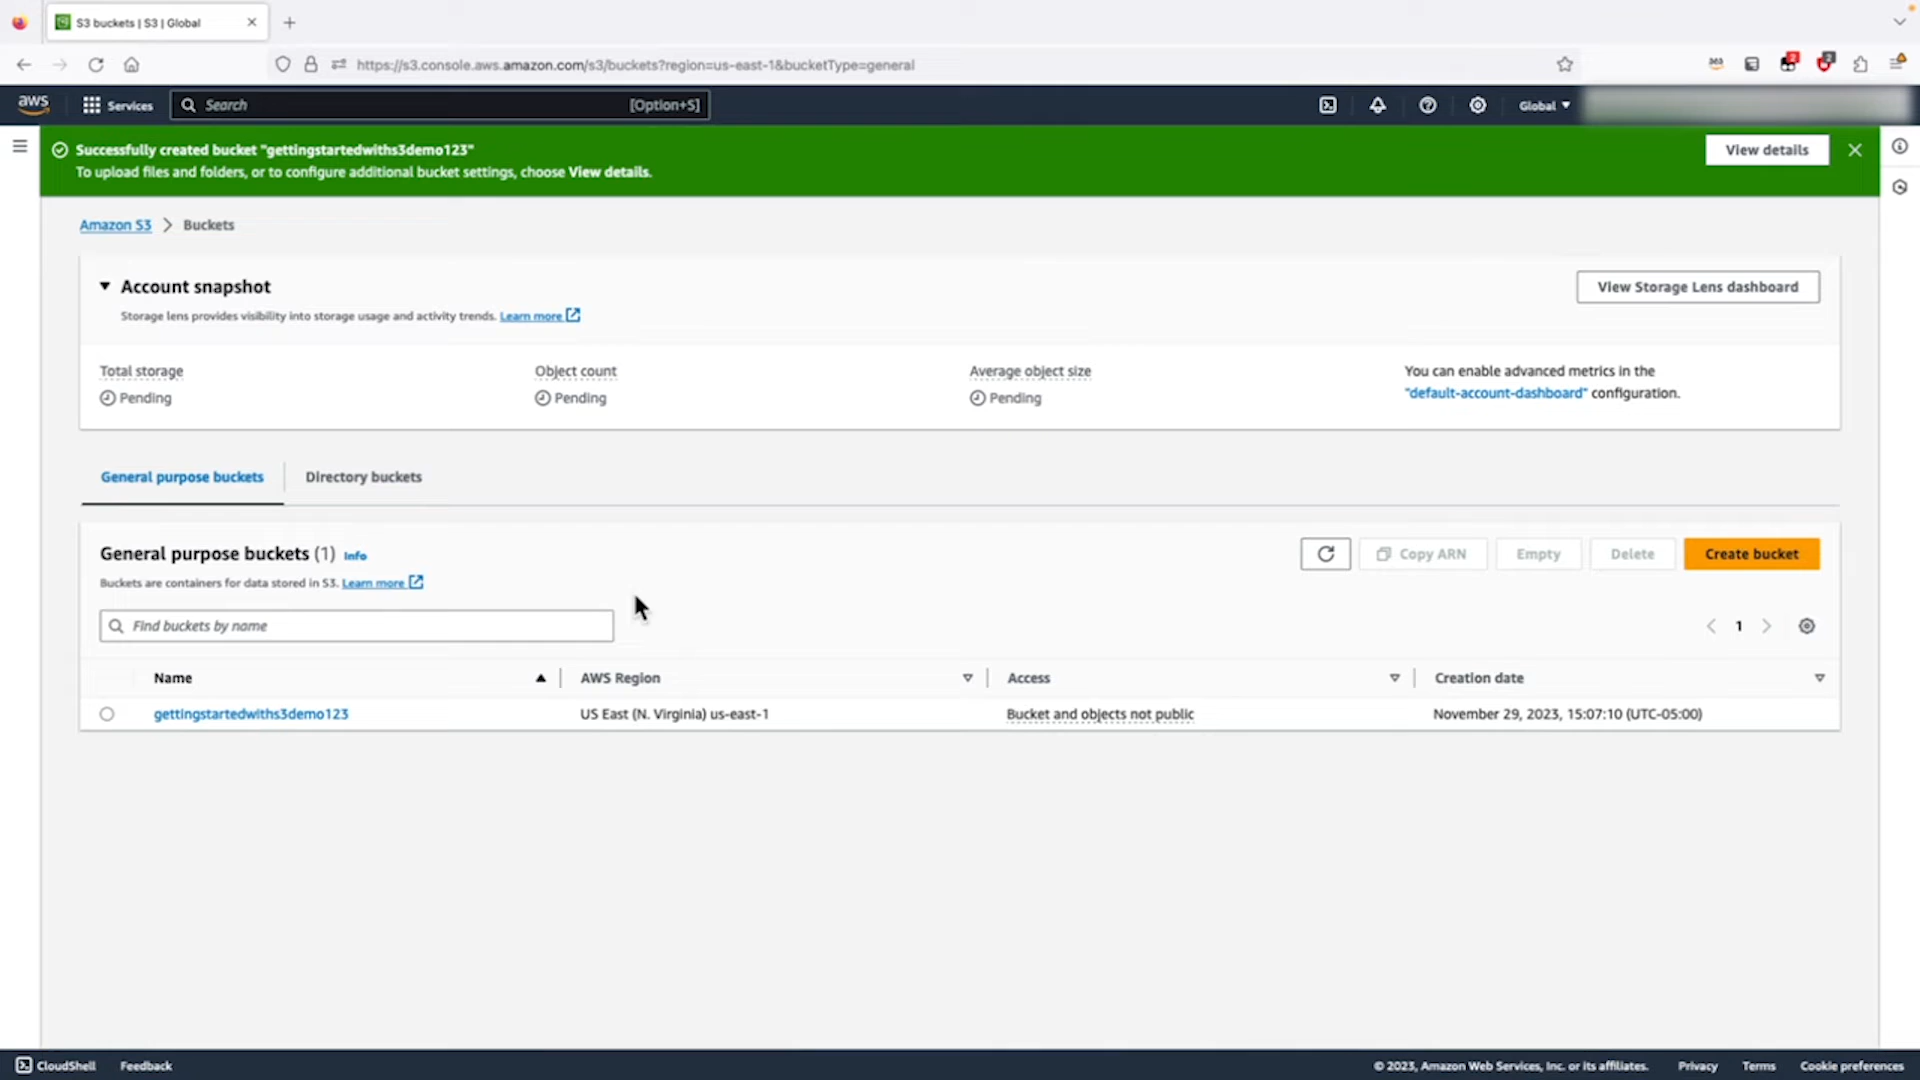 S3 buckets | S3 | Global
https://s3.console.aws.amazon.com/s3/buckets?region=us-east-1&bucketType=general
aws
Services
Search
[Option+S]
Global
Successfully created bucket "gettingstartedwiths3demo123"
To upload files and folders, or to configure additional bucket settings, choose View details.
View details
Amazon S3
Buckets
Account snapshot
View Storage Lens dashboard
Storage lens provides visibility into storage usage and activity trends. Learn more
Total storage
Object count
Average object size
You can enable advanced metrics in the
Pending
Pending
Pending
"default-account-dashboard" configuration.
General purpose buckets
Directory buckets
General purpose buckets (1) Info
Copy ARN
Empty
Delete
Create bucket
Buckets are containers for data stored in S3. Learn more
Find buckets by name
1
Name
AWS Region
Access
Creation date
gettingstartedwiths3demo123
US East (N. Virginia) us-east-1
Bucket and objects not public
November 29, 2023, 15:07:10 (UTC-05:00)
CloudShell
Feedback
© 2023, Amazon Web Services, Inc. or its affiliates.
Privacy
Terms
Cookie preferences